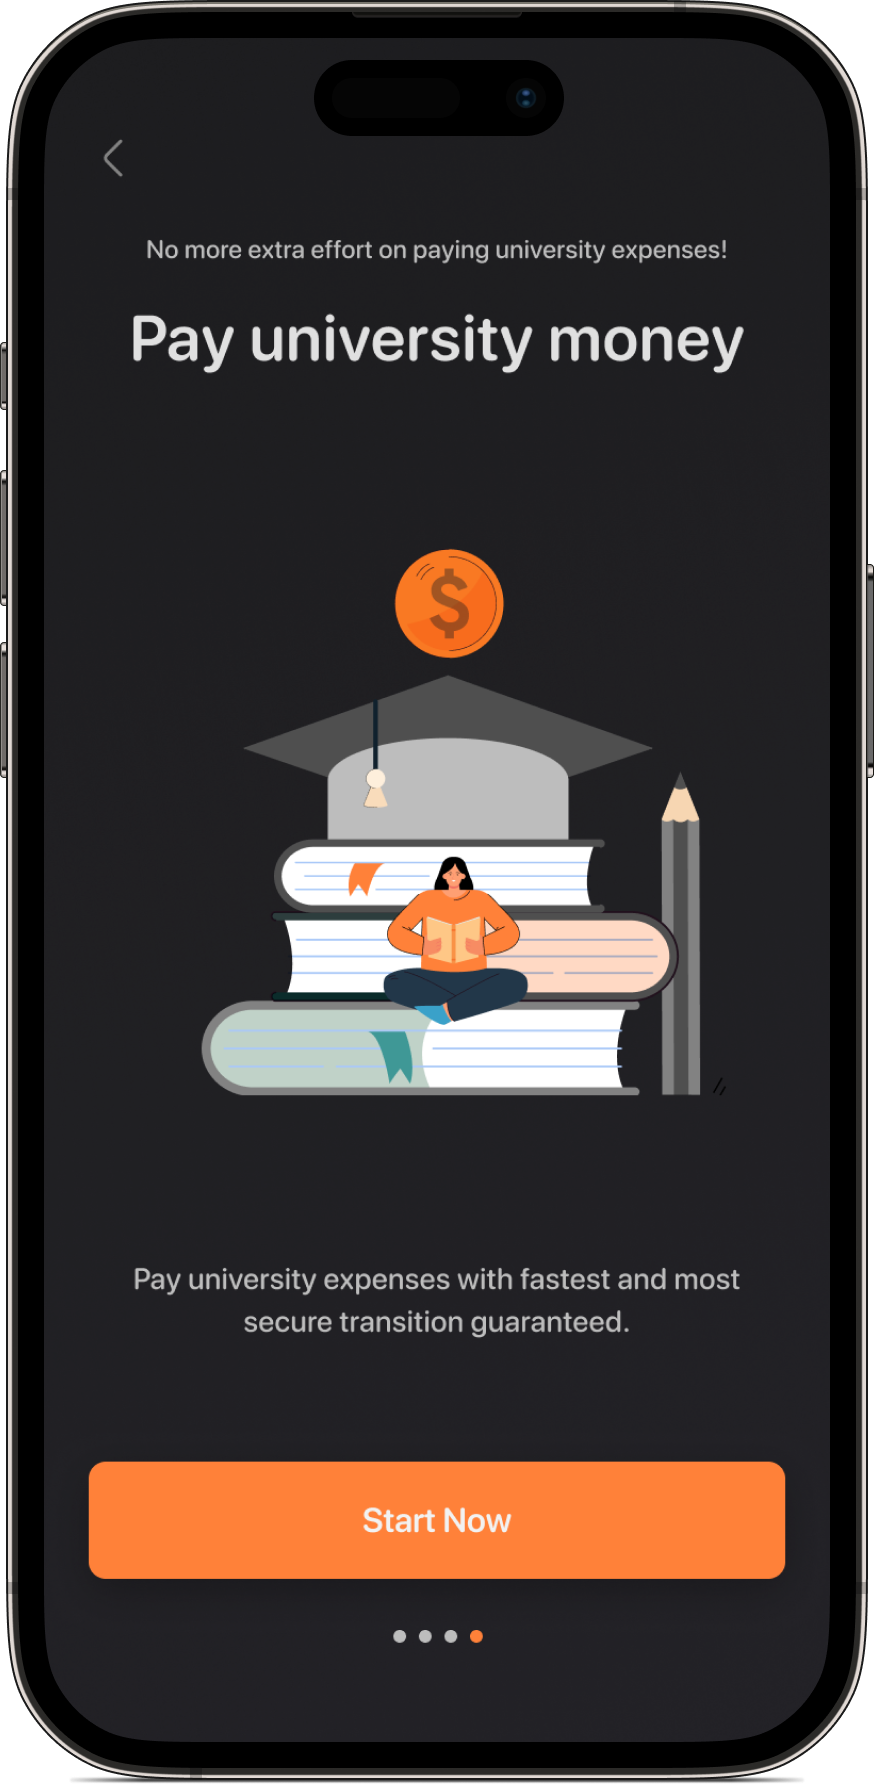 No more extra effort on paying university expenses!
Pay university money
$
Pay university expenses with fastest and most
secure transition guaranteed.
Start Now